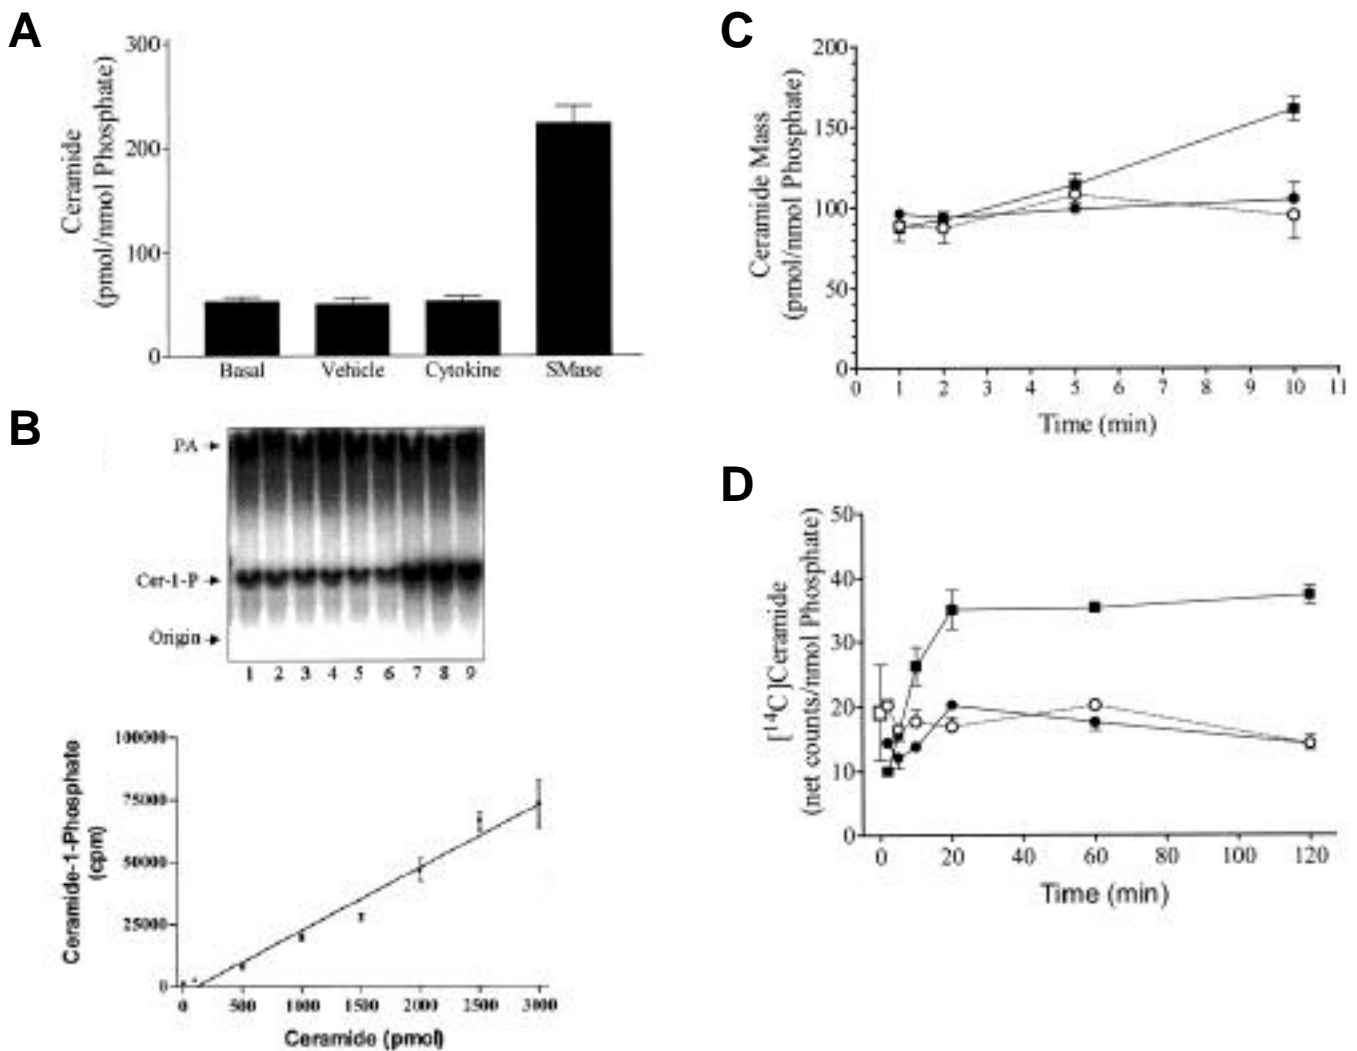 A
300
200
100
0
Ceramide
(pmol/nmol Phosphate)
Basal Vehicle Cytokine SMase
B
PA
Cer-1-P
Origin
1 2 3 4 5 6 7 8 9
100000
75000
50000
25000
0
Ceramide-1-Phosphate
(cpm)
0 500 1000 1500 2000 2500 3000
Ceramide (pmol)
C
200
150
100
50
0
Ceramide Mass
(pmol/nmol Phosphate)
0 1 2 3 4 5 6 7 8 9 10 11
Time (min)
D
50
40
30
20
10
0
[14C]Ceramide
(net counts/nmol Phosphate)
0 20 40 60 80 100 120
Time (min)